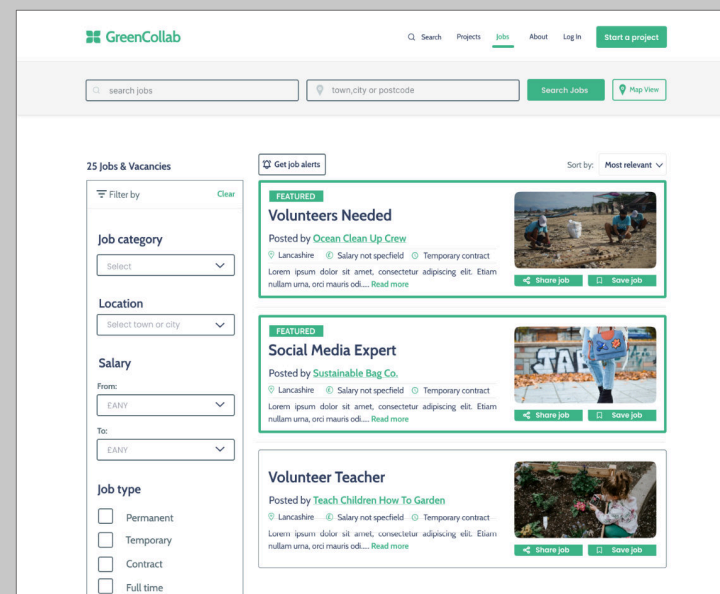 GreenCollab
Search Projects Jobs About Log In Start a project
search jobs
town,city or postcode
Search Jobs
Map View
25 Jobs & Vacancies
Get job alerts
Sort by: Most relevant
Filter by Clear
Job category
Select
Location
Select town or city
Salary
From:
£ANY
To:
£ANY
Job type
Permanent
Temporary
Contract
Full time
FEATURED
Volunteers Needed
Posted by Ocean Clean Up Crew
Lancashire Salary not specfield Temporary contract
Lorem ipsum dolor sit amet, consectetur adipiscing elit. Etiam
nullam urna, orci mauris odi.... Read more
Share job Save job
FEATURED
Social Media Expert
Posted by Sustainable Bag Co.
Lancashire Salary not specfield Temporary contract
Lorem ipsum dolor sit amet, consectetur adipiscing elit. Etiam
nullam urna, orci mauris odi.... Read more
Share job Save job
Volunteer Teacher
Posted by Teach Children How To Garden
Lancashire Salary not specfield Temporary contract
Lorem ipsum dolor sit amet, consectetur adipiscing elit. Etiam
nullam urna, orci mauris odi.... Read more
Share job Save job